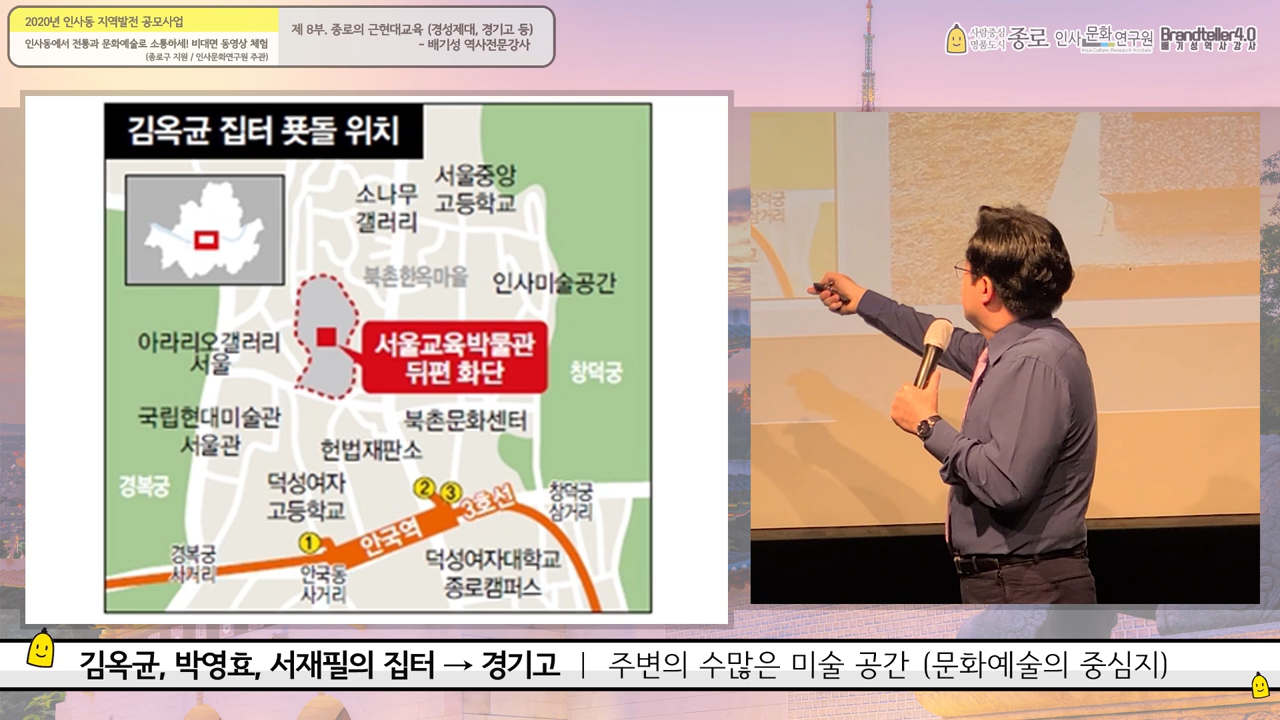 2020년 인사동 지역발전 공모사업
인사동에서 전통과 문화예술로 소통하세! 비대면 동영상 체험
(종로구 지원 / 인사문화연구원 주관)
제 8부. 종로의 근현대교육 (경성제대, 경기고 등)
- 배기성 역사전문강사
사람중심
명품도시
종로
인사문화연구원
Insa Culture Research Institute
Brandteller4.0
배기성역사강사
김옥균 집터 푯돌 위치
서울중앙
고등학교
소나무
갤러리
북촌한옥마을
인사미술공간
아라리오갤러리
서울
서울교육박물관
뒤편 화단
창덕궁
국립현대미술관
서울관
북촌문화센터
헌법재판소
경복궁
덕성여자
고등학교
2
3
3호선
창덕궁
삼거리
1
안국역
경복궁
사거리
안국동
사거리
덕성여자대학교
종로캠퍼스
창덕궁
삼거리
김옥균, 박영효, 서재필의 집터 → 경기고 | 주변의 수많은 미술 공간 (문화예술의 중심지)